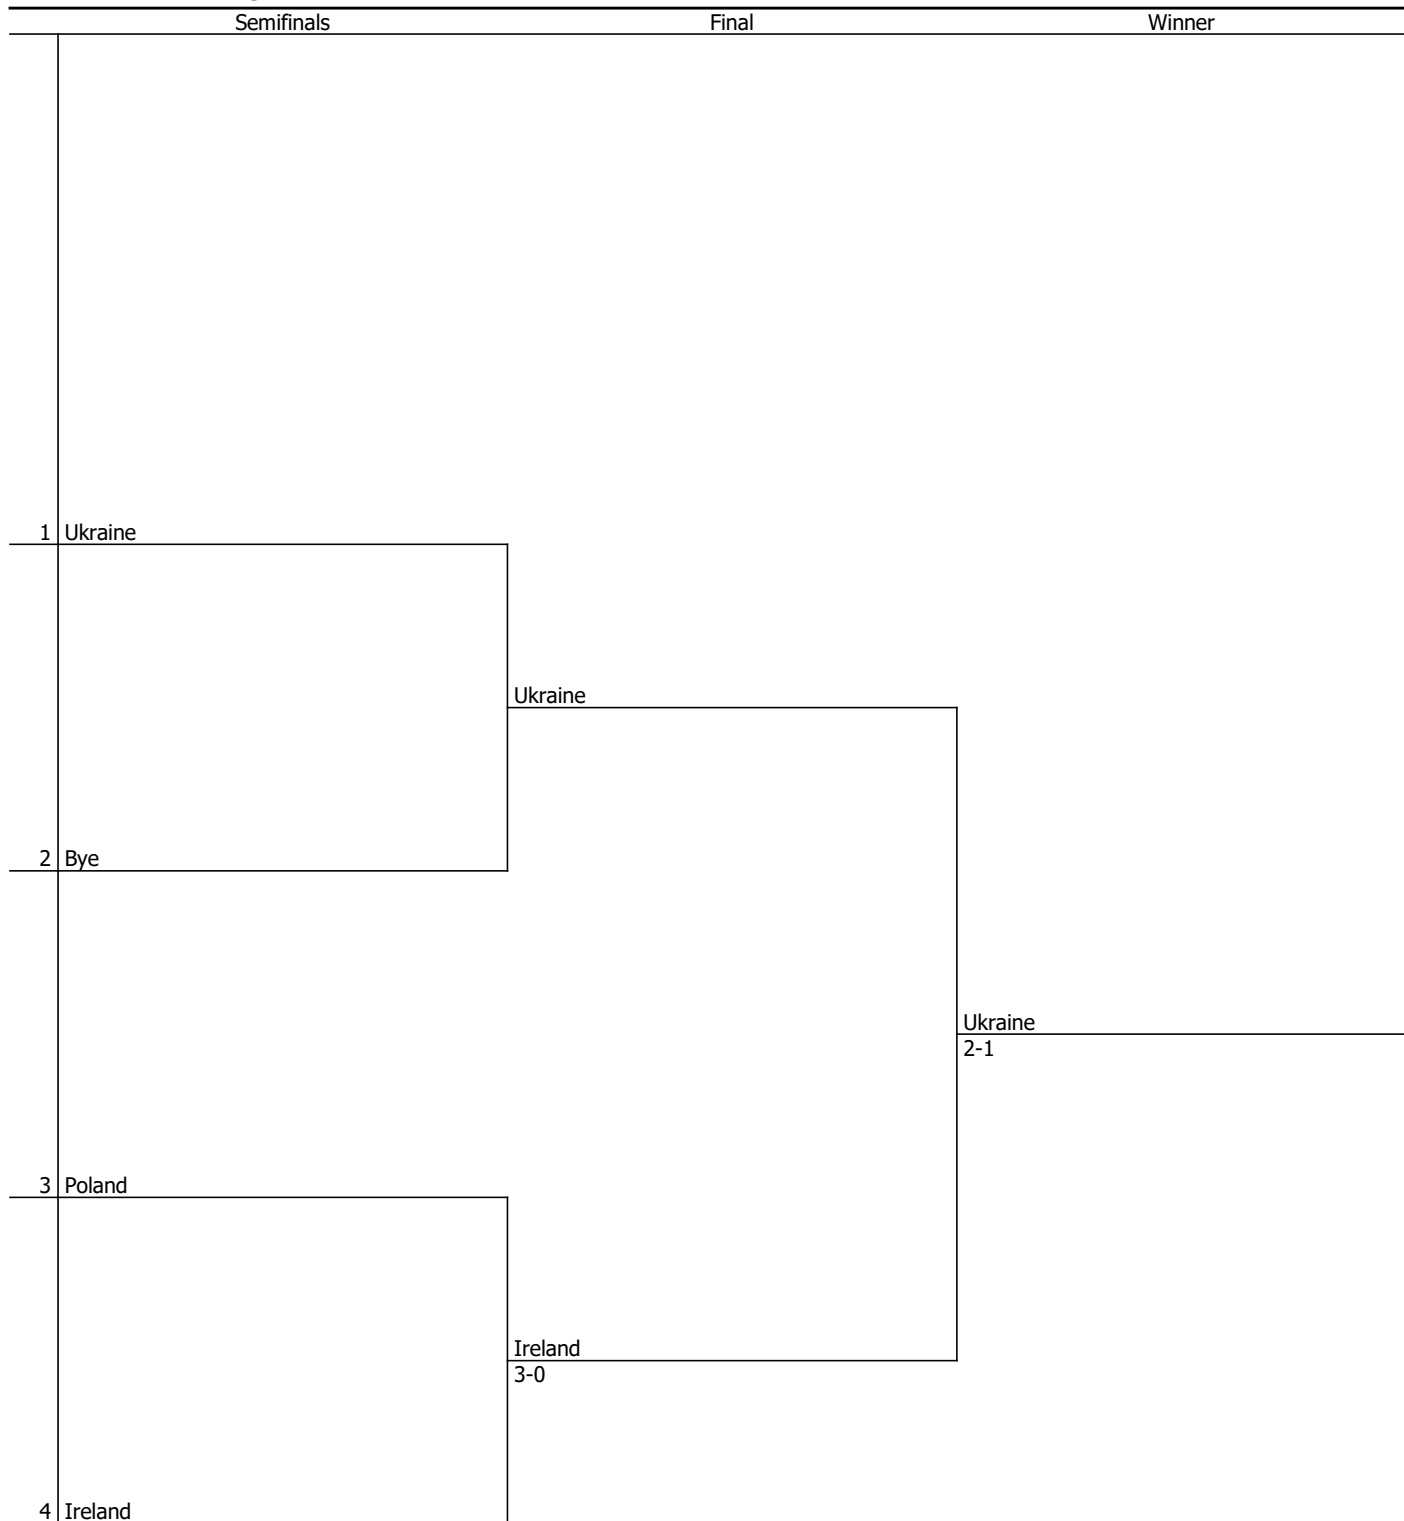 Semifinals Final Winner
1 Ukraine
Ukraine
2 Bye
Ukraine
2-1
3 Poland
Ireland
3-0
4 Ireland